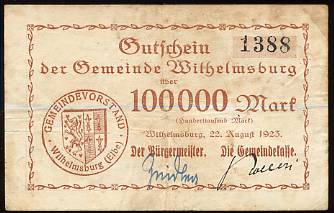 Gutschein
1388
der Gemeinde Wilhelmsburg
über
100000 Mark
(Hunderttausend Mark)
Wilhelmsburg, 22. August 1923.
Der Bürgermeister. Die Gemeindekasse.
GEMEINDEVORSTAND
Wilhelmsburg (Elbe)